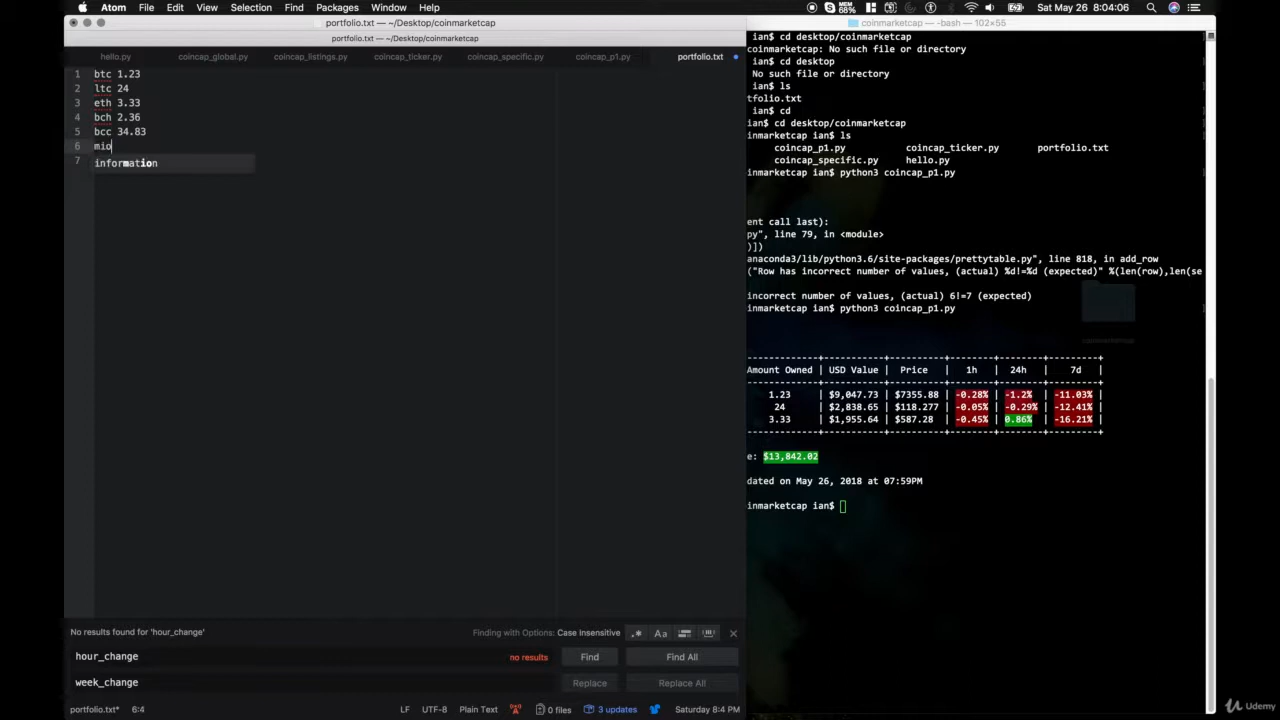 Atom File Edit View Selection Find Packages Window Help
MEM 68% Sat May 26 8:04:06
portfolio.txt — ~/Desktop/coinmarketcap
portfolio.txt — ~/Desktop/coinmarketcap
hello.py coincap_global.py coincap_listings.py coincap_ticker.py coincap_specific.py coincap_p1.py portfolio.txt
1 btc 1.23
2 ltc 24
3 eth 3.33
4 bch 2.36
5 bcc 34.83
6 mio
7
information
No results found for 'hour_change'
Finding with Options: Case Insensitive
.* Aa
hour_change no results Find Find All
week_change Replace Replace All
portfolio.txt* 6:4 LF UTF-8 Plain Text 0 files 3 updates Saturday 8:4 PM
coinmarketcap — -bash — 102×55
ian$ cd desktop/coinmarketcap
coinmarketcap: No such file or directory
ian$ cd desktop
No such file or directory
ian$ ls
tfolio.txt
ian$ cd
ian$ cd desktop/coinmarketcap
inmarketcap ian$ ls
coincap_p1.py coincap_ticker.py portfolio.txt
coincap_specific.py hello.py
inmarketcap ian$ python3 coincap_p1.py
ent call last):
py", line 79, in <module>
)])
anaconda3/lib/python3.6/site-packages/prettytable.py", line 818, in add_row
("Row has incorrect number of values, (actual) %d!=%d (expected)" %(len(row),len(se
incorrect number of values, (actual) 6!=7 (expected)
inmarketcap ian$ python3 coincap_p1.py
Amount Owned | USD Value | Price | 1h | 24h | 7d |
1.23 | $9,047.73 | $7355.88 | -0.28% | -1.2% | -11.03% |
24 | $2,838.65 | $118.277 | -0.05% | -0.29% | -12.41% |
3.33 | $1,955.64 | $587.28 | -0.45% | 0.86% | -16.21% |
e: $13,842.02
dated on May 26, 2018 at 07:59PM
inmarketcap ian$
Udemy